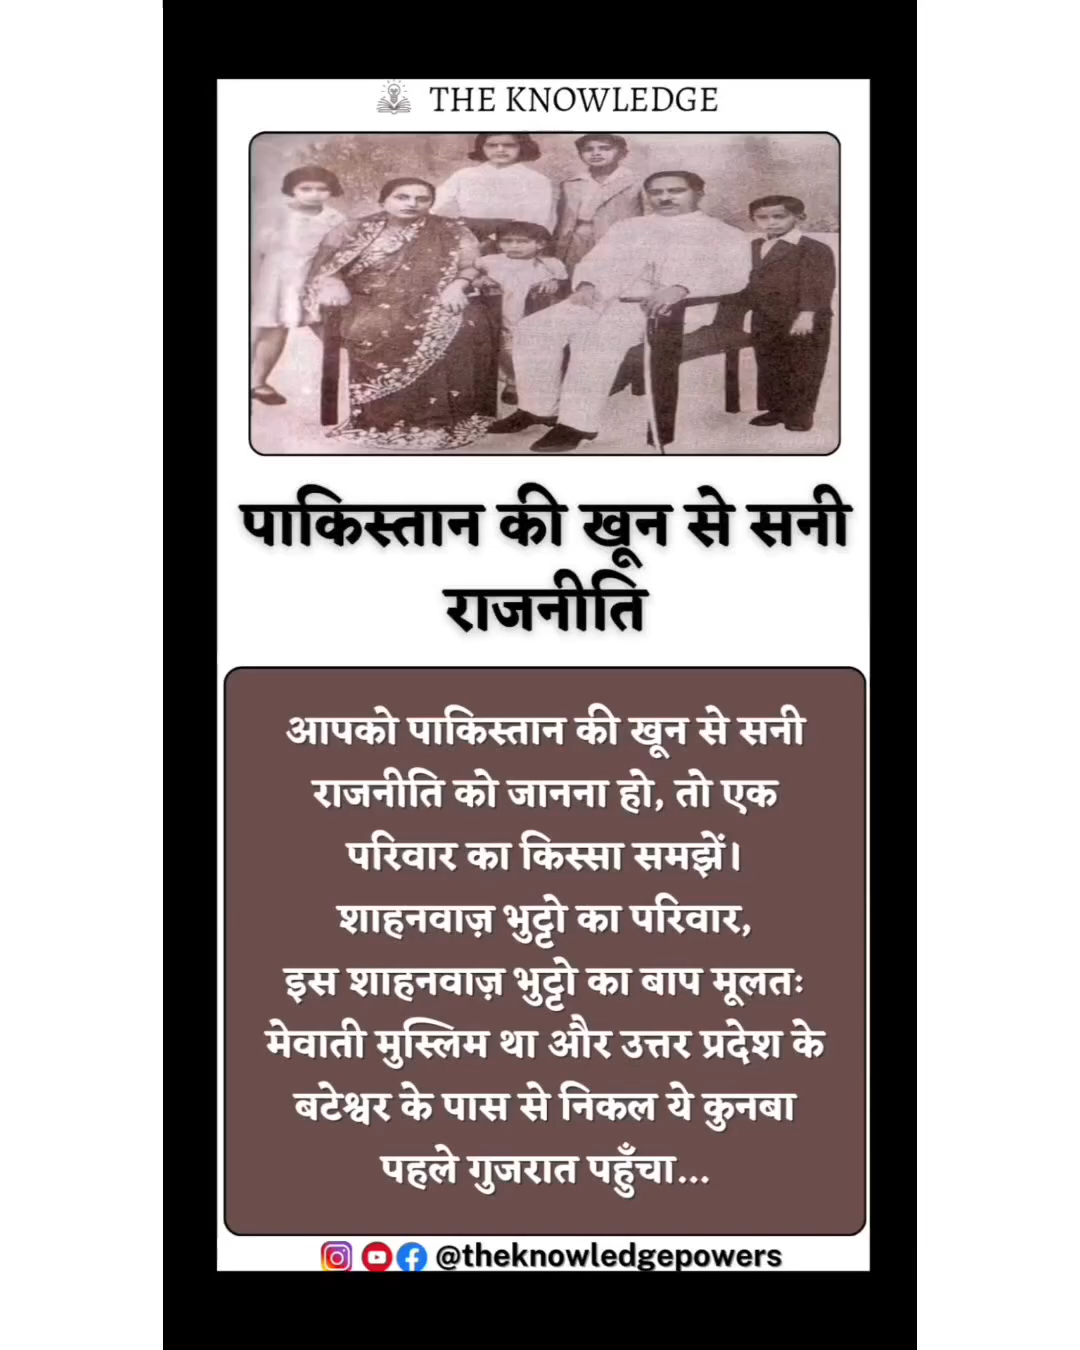 THE KNOWLEDGE
पाकिस्तान की खून से सनी
राजनीति
आपको पाकिस्तान की खून से सनी
राजनीति को जानना हो, तो एक
परिवार का किस्सा समझें।
शाहनवाज़ भुट्टो का परिवार,
इस शाहनवाज़ भुट्टो का बाप मूलतः
मेवाती मुस्लिम था और उत्तर प्रदेश के
बटेश्वर के पास से निकल ये कुनबा
पहले गुजरात पहुँचा...
@theknowledgepowers